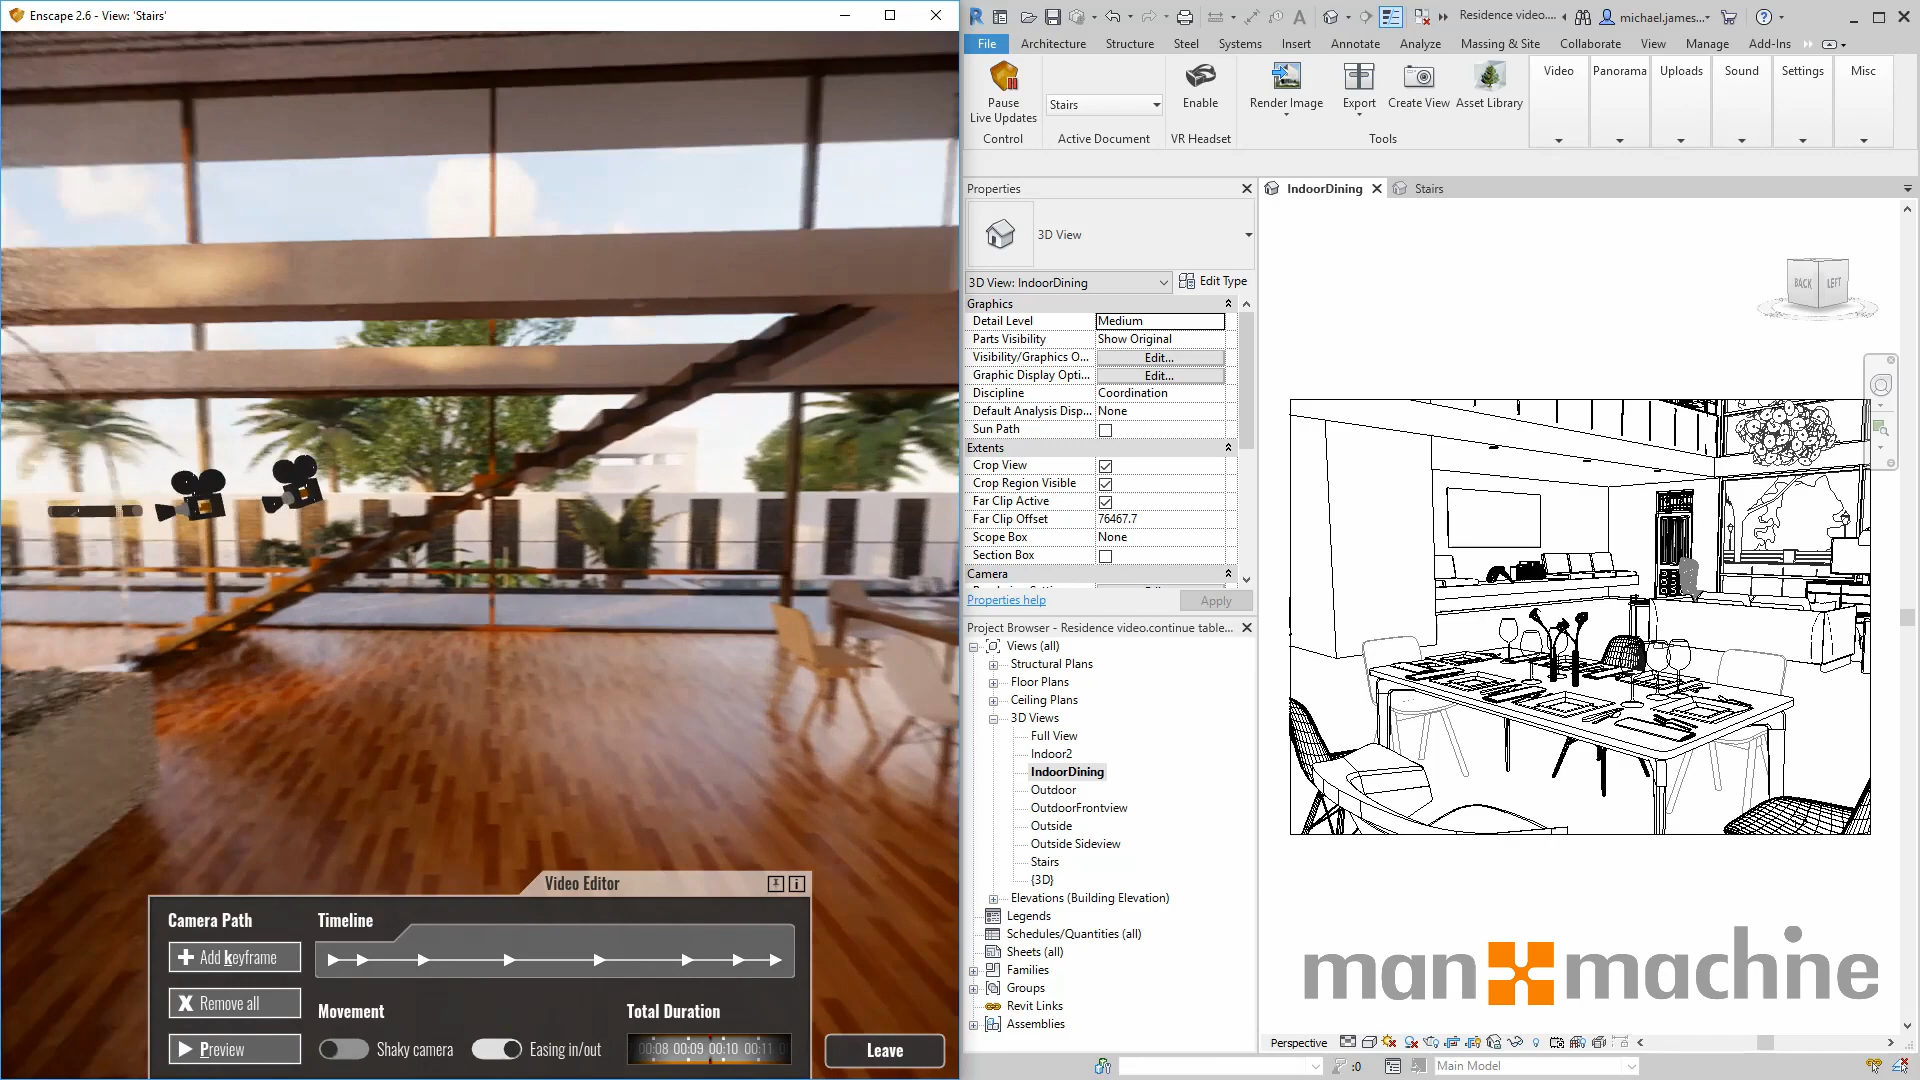 Enscape 2.6 - View: 'Stairs'
Video Editor
Camera Path
Timeline
Add keyframe
Remove all
Preview
Movement
Shaky camera
Easing in/out
Total Duration
00:08 00:09 00:10 00:11
Leave
Residence video....
michael.james...
File Architecture Structure Steel Systems Insert Annotate Analyze Massing & Site Collaborate View Manage Add-Ins
Pause
Live Updates
Control
Stairs
Active Document
Enable
VR Headset
Render Image
Export
Create View
Asset Library
Tools
Video
Panorama
Uploads
Sound
Settings
Misc
Properties
3D View
3D View: IndoorDining
Edit Type
Graphics
Detail Level Medium
Parts Visibility Show Original
Visibility/Graphics O... Edit...
Graphic Display Opti... Edit...
Discipline Coordination
Default Analysis Disp... None
Sun Path
Extents
Crop View
Crop Region Visible
Far Clip Active
Far Clip Offset 76467.7
Scope Box None
Section Box
Camera
Properties help
Apply
Project Browser - Residence video.continue table...
Views (all)
Structural Plans
Floor Plans
Ceiling Plans
3D Views
Full View
Indoor2
IndoorDining
Outdoor
OutdoorFrontview
Outside
Outside Sideview
Stairs
{3D}
Elevations (Building Elevation)
Legends
Schedules/Quantities (all)
Sheets (all)
Families
Groups
Revit Links
Assemblies
IndoorDining
Stairs
BACK
LEFT
man machine
Perspective
:0
Main Model